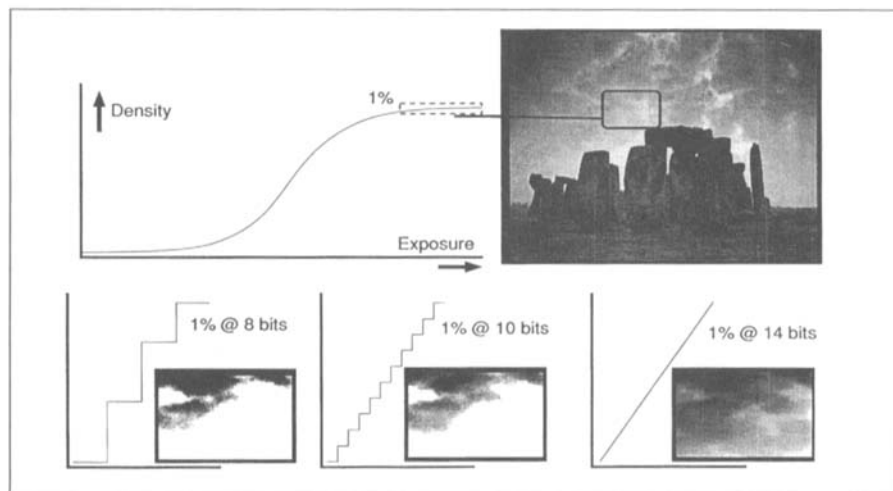 1%
Density
Exposure
1% @ 8 bits
1% @ 10 bits
1% @ 14 bits